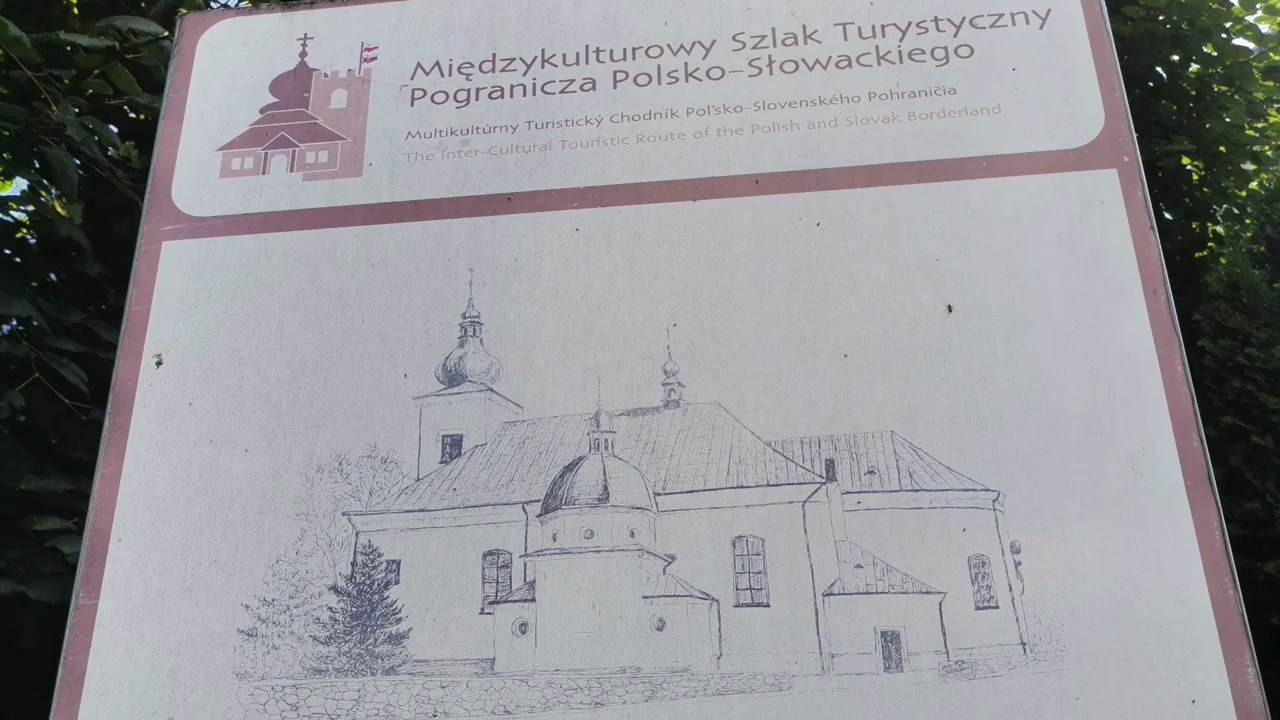 Międzykulturowy Szlak Turystyczny
Pogranicza Polsko-Słowackiego
Multikultúrny Turistický Chodník Poľsko-Slovenského Pohraničia
The Inter-Cultural Touristic Route of the Polish and Slovak Borderland